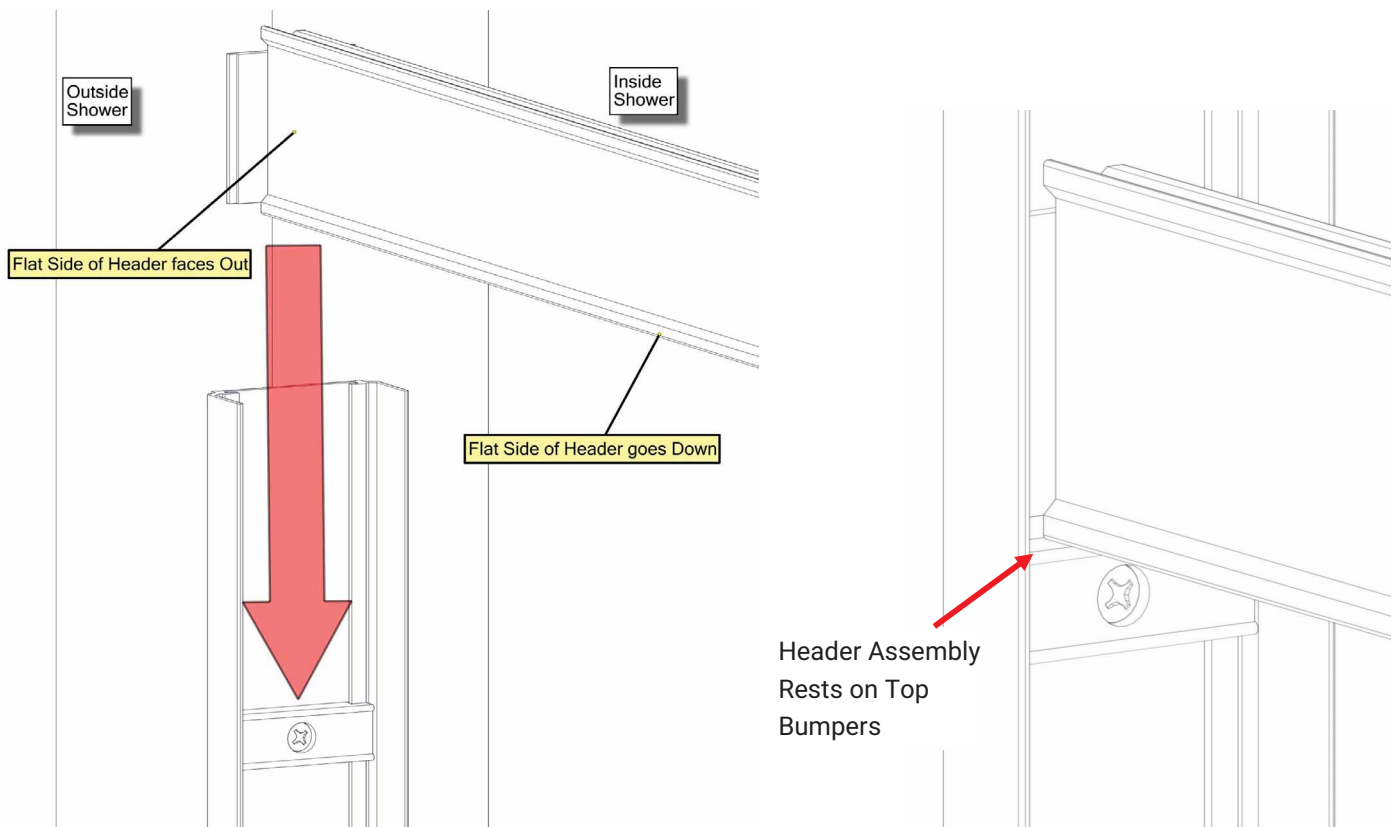 Outside
Shower
Inside
Shower
Flat Side of Header faces Out
Flat Side of Header goes Down
Header Assembly
Rests on Top
Bumpers